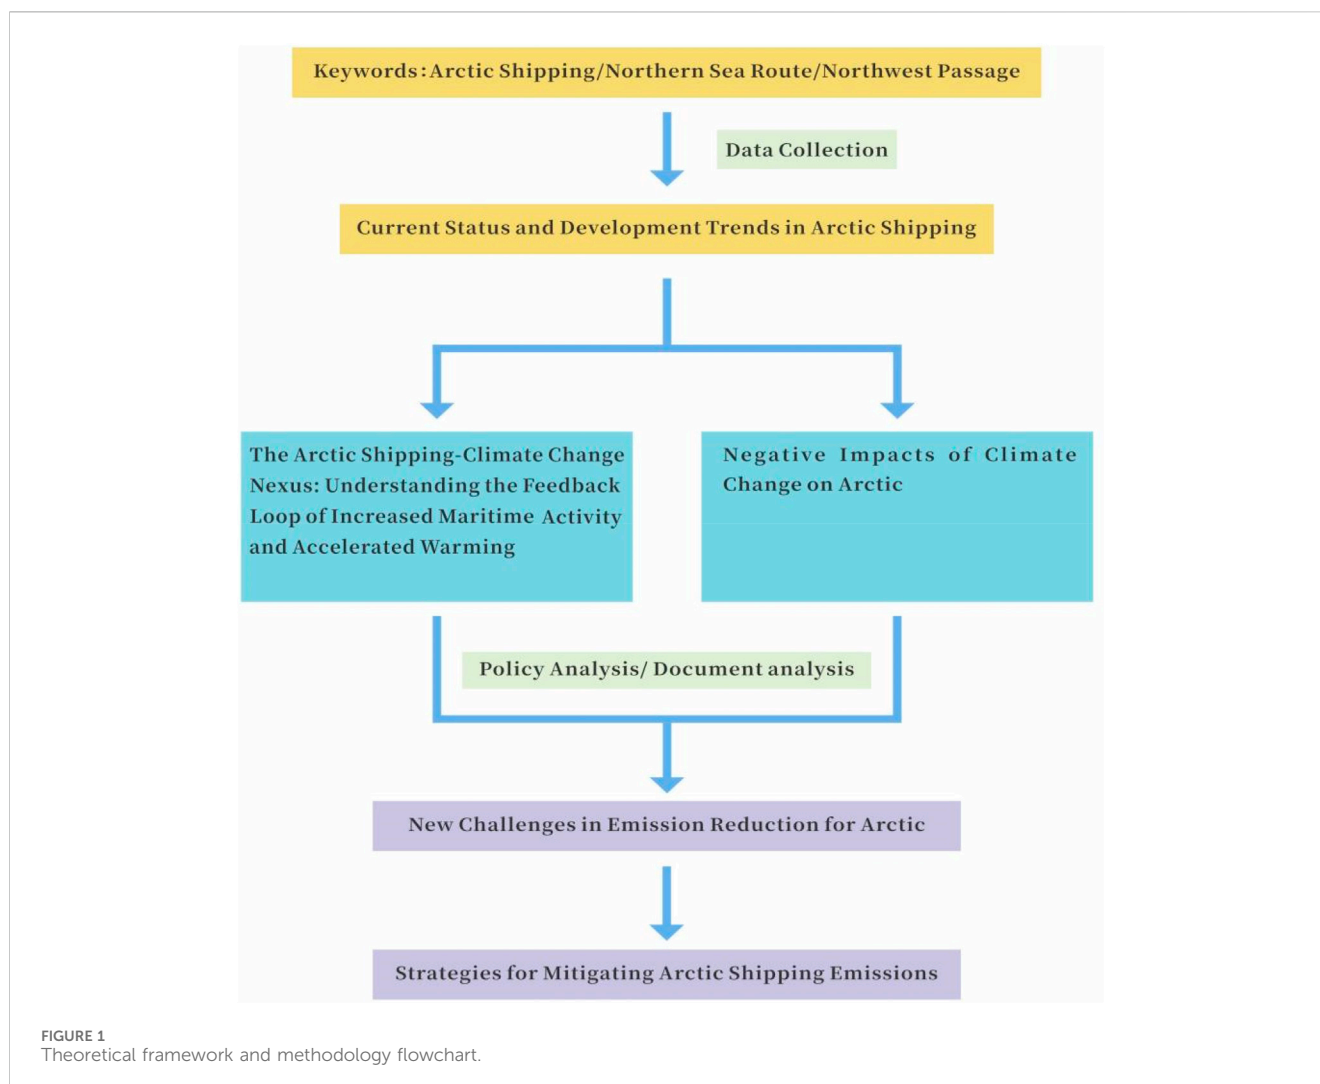 Keywords:Arctic Shipping/Northern Sea Route/Northwest Passage
Data Collection
Current Status and Development Trends in Arctic Shipping
The Arctic Shipping-Climate Change
Nexus: Understanding the Feedback
Loop of Increased Maritime Activity
and Accelerated Warming
Negative Impacts of Climate
Change on Arctic
Policy Analysis/ Document analysis
New Challenges in Emission Reduction for Arctic
Strategies for Mitigating Arctic Shipping Emissions
FIGURE 1
Theoretical framework and methodology flowchart.